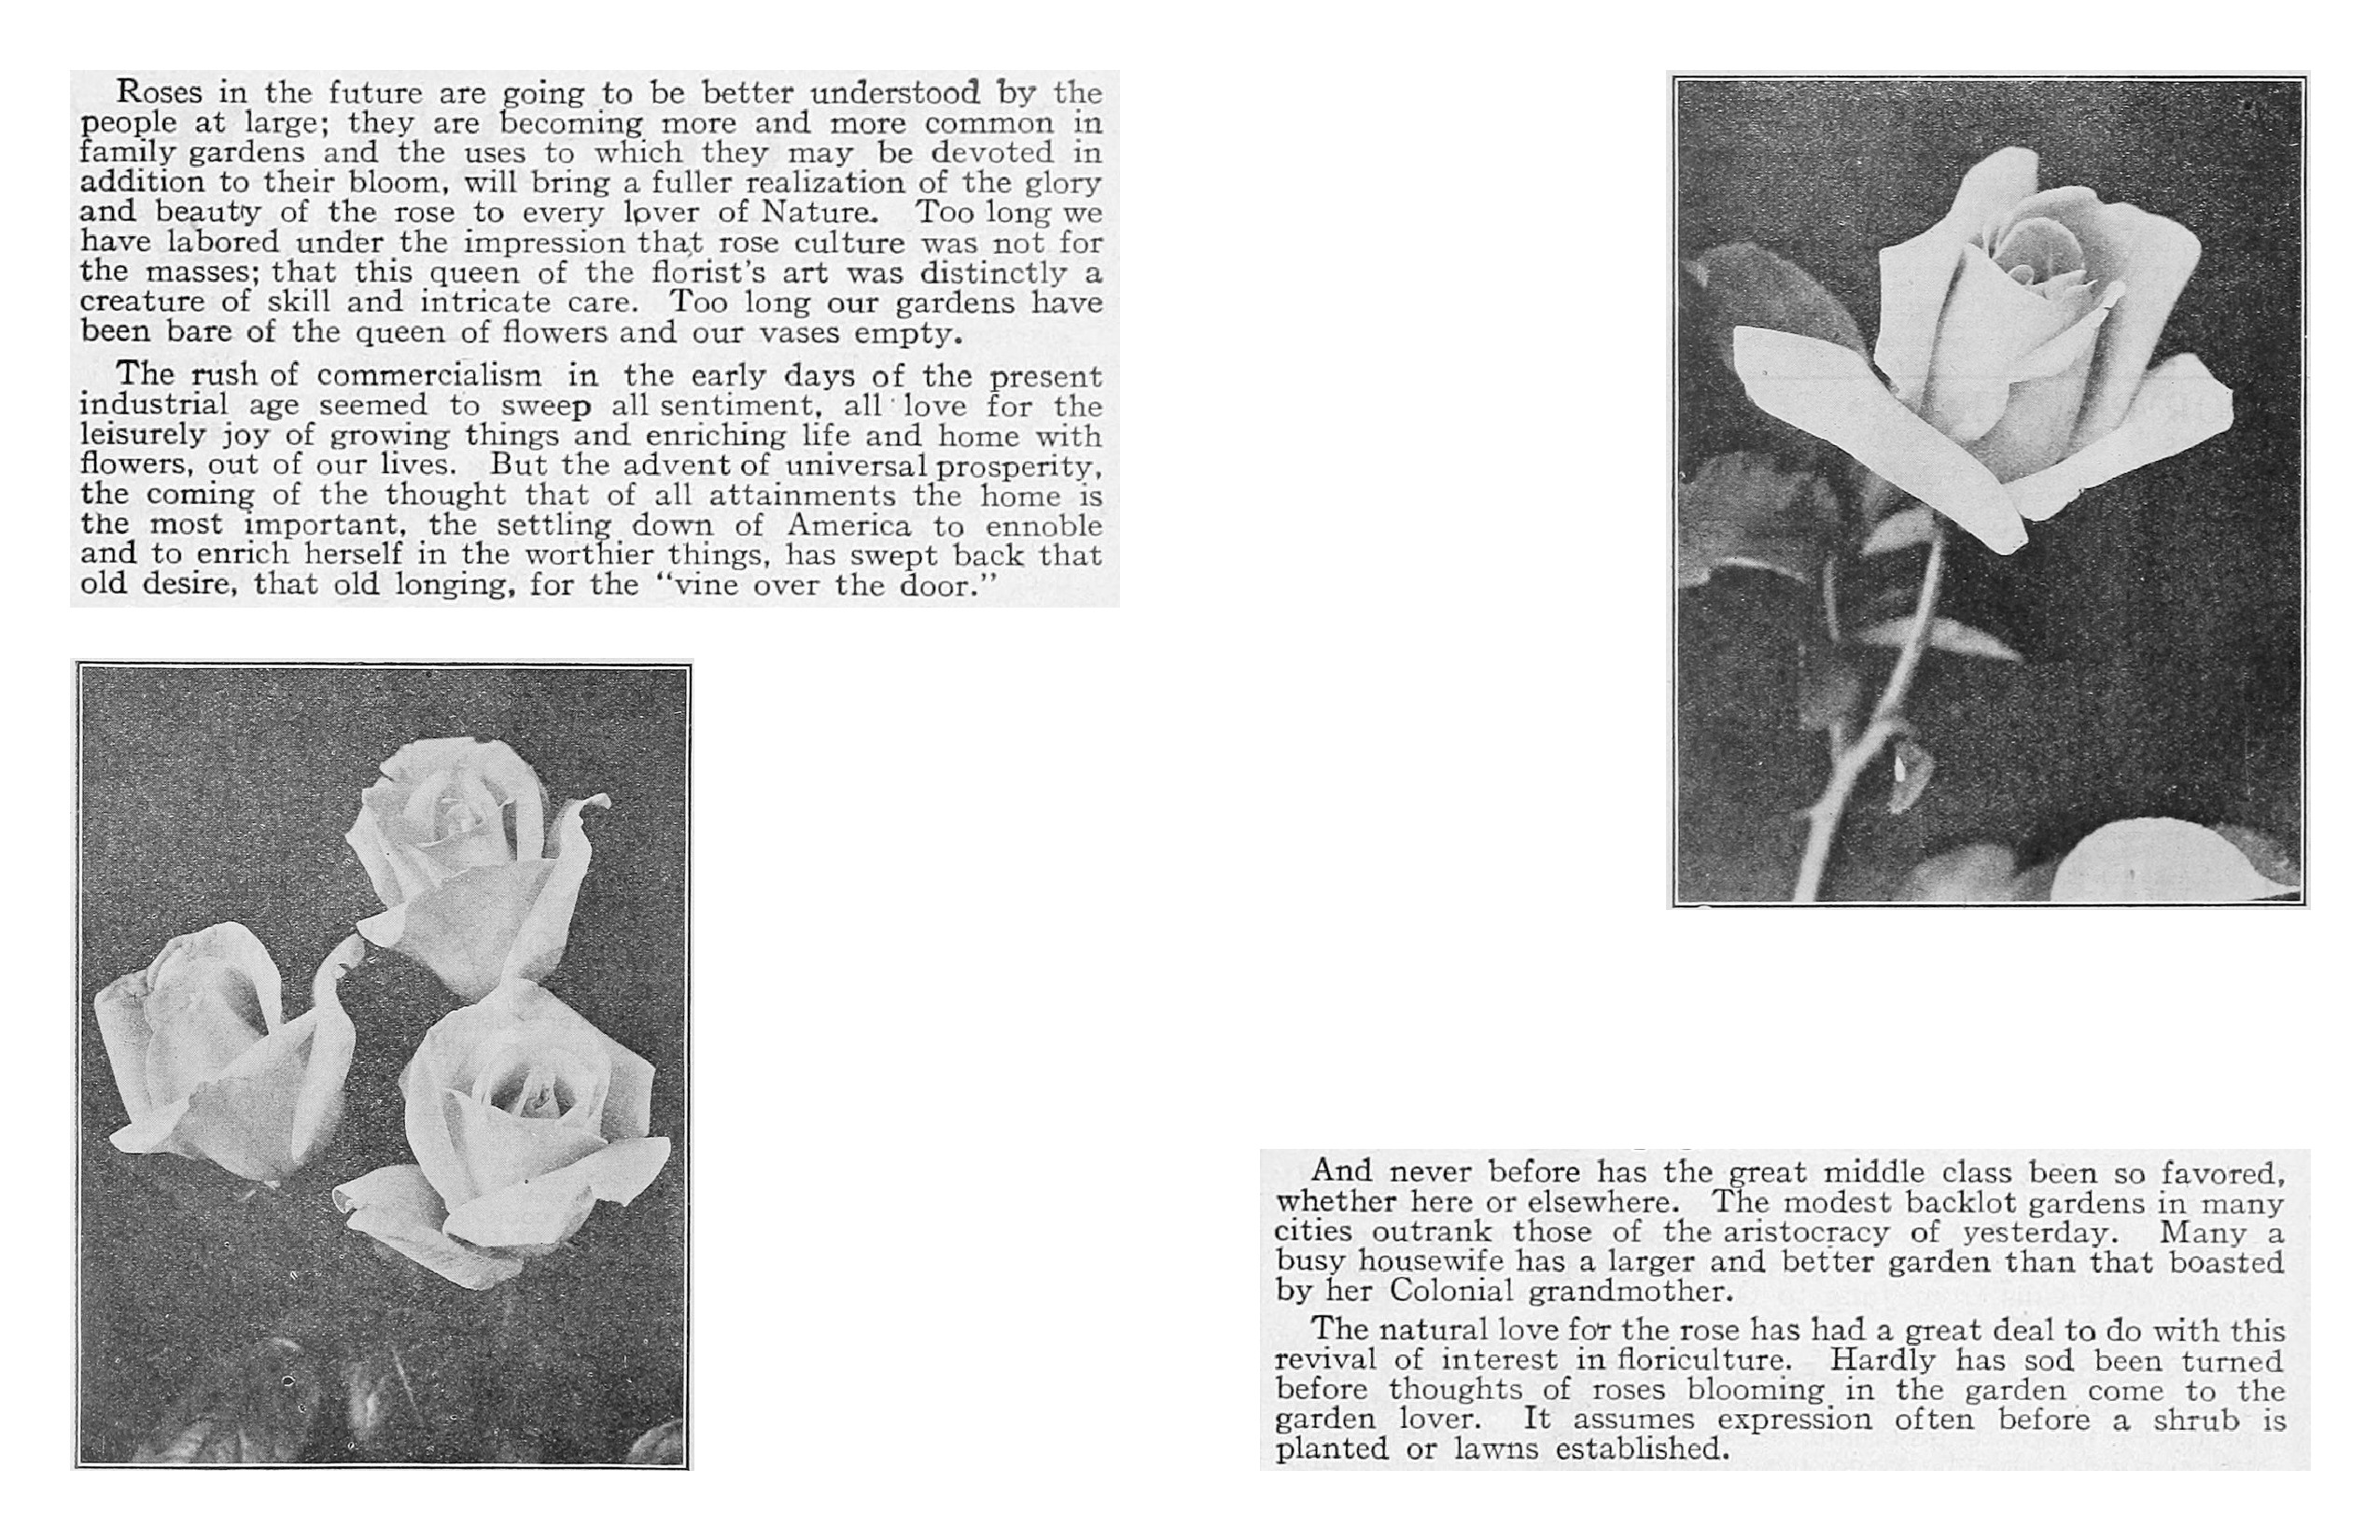 Roses in the future are going to be better understood by the
people at large; they are becoming more and more common in
family gardens and the uses to which they may be devoted in
addition to their bloom, will bring a fuller realization of the glory
and beauty of the rose to every lover of Nature. Too long we
have labored under the impression that rose culture was not for
the masses; that this queen of the florist's art was distinctly a
creature of skill and intricate care. Too long our gardens have
been bare of the queen of flowers and our vases empty.
The rush of commercialism in the early days of the present
industrial age seemed to sweep all sentiment, all love for the
leisurely joy of growing things and enriching life and home with
flowers, out of our lives. But the advent of universal prosperity,
the coming of the thought that of all attainments the home is
the most important, the settling down of America to ennoble
and to enrich herself in the worthier things, has swept back that
old desire, that old longing, for the "vine over the door."
And never before has the great middle class been so favored,
whether here or elsewhere. The modest backlot gardens in many
cities outrank those of the aristocracy of yesterday. Many a
busy housewife has a larger and better garden than that boasted
by her Colonial grandmother.
The natural love for the rose has had a great deal to do with this
revival of interest in floriculture. Hardly has sod been turned
before thoughts of roses blooming in the garden come to the
garden lover. It assumes expression often before a shrub is
planted or lawns established.